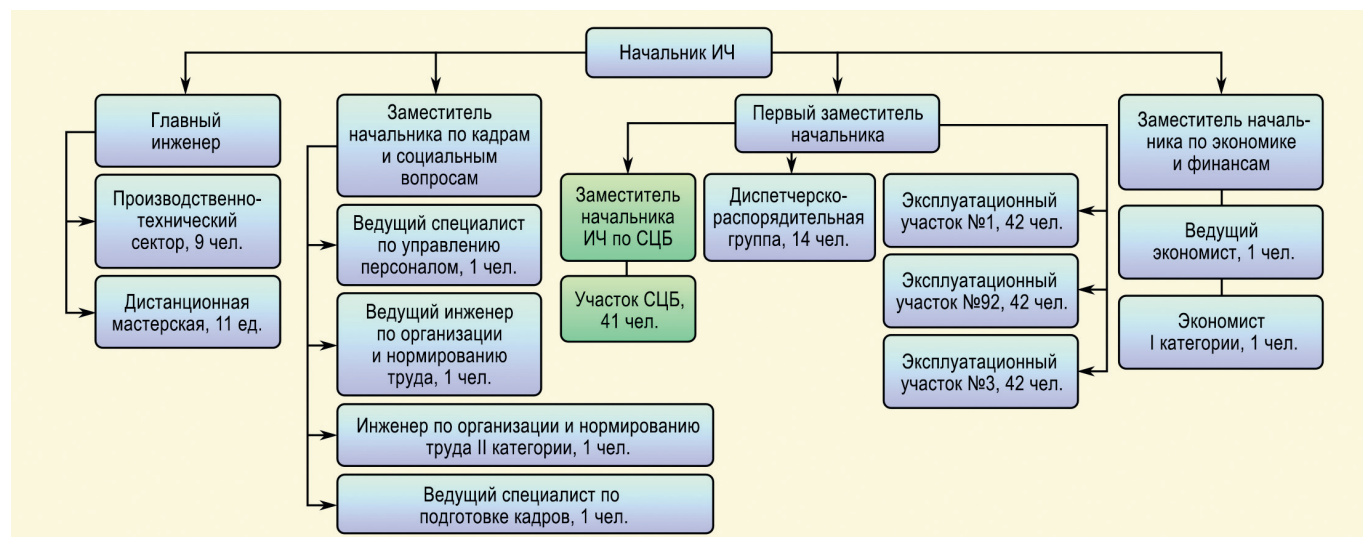 Начальник ИЧ
Главный
инженер
Производственно-
технический
сектор, 9 чел.
Дистанционная
мастерская, 11 ед.
Заместитель
начальника по кадрам
и социальным
вопросам
Ведущий специалист
по управлению
персоналом, 1 чел.
Ведущий инженер
по организации
и нормированию
труда, 1 чел.
Инженер по организации и нормированию
труда II категории, 1 чел.
Ведущий специалист по
подготовке кадров, 1 чел.
Первый заместитель
начальника
Заместитель
начальника
ИЧ по СЦБ
Участок СЦБ,
41 чел.
Диспетчерско-
распорядительная
группа, 14 чел.
Эксплуатационный
участок №1, 42 чел.
Эксплуатационный
участок №92, 42 чел.
Эксплуатационный
участок №3, 42 чел.
Заместитель началь-
ника по экономике
и финансам
Ведущий
экономист, 1 чел.
Экономист
I категории, 1 чел.